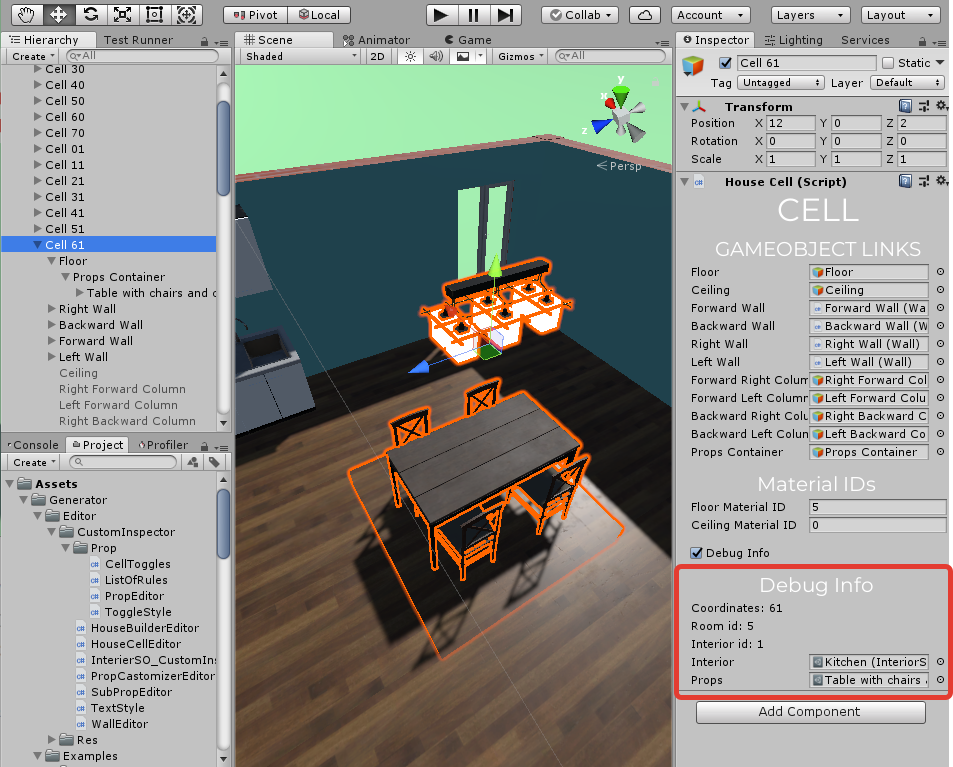 Pivot Local Collab Account Layers Layout
Hierarchy Test Runner
Create All
Cell 30
Cell 40
Cell 50
Cell 60
Cell 70
Cell 01
Cell 11
Cell 21
Cell 31
Cell 41
Cell 51
Cell 61
Floor
Props Container
Table with chairs and
Right Wall
Backward Wall
Forward Wall
Left Wall
Ceiling
Right Forward Column
Left Forward Column
Right Backward Column
Console Project Profiler
Create
Assets
Generator
Editor
CustomInspector
Prop
CellToggles
ListOfRules
PropEditor
ToggleStyle
HouseBuilderEditor
HouseCellEditor
InterierSO_CustomIns
PropCastomizerEditor
SubPropEditor
TextStyle
WallEditor
Res
Examples
Scene Animator Game
Shaded 2D Gizmos All
y
x
z
Persp
Inspector Lighting Services
Cell 61 Static
Tag Untagged Layer Default
Transform
Position X 12 Y 0 Z 2
Rotation X 0 Y 0 Z 0
Scale X 1 Y 1 Z 1
House Cell (Script)
CELL
GAMEOBJECT LINKS
Floor Floor
Ceiling Ceiling
Forward Wall Forward Wall (Wa
Backward Wall Backward Wall (W
Right Wall Right Wall (Wall)
Left Wall Left Wall (Wall)
Forward Right Colum Right Forward Col
Forward Left Column Left Forward Colu
Backward Right Colu Right Backward C
Backward Left Colum Left Backward Co
Props Container Props Container
Material IDs
Floor Material ID 5
Ceiling Material ID 0
Debug Info
Debug Info
Coordinates: 61
Room id: 5
Interior id: 1
Interior Kitchen (InteriorS
Props Table with chairs
Add Component